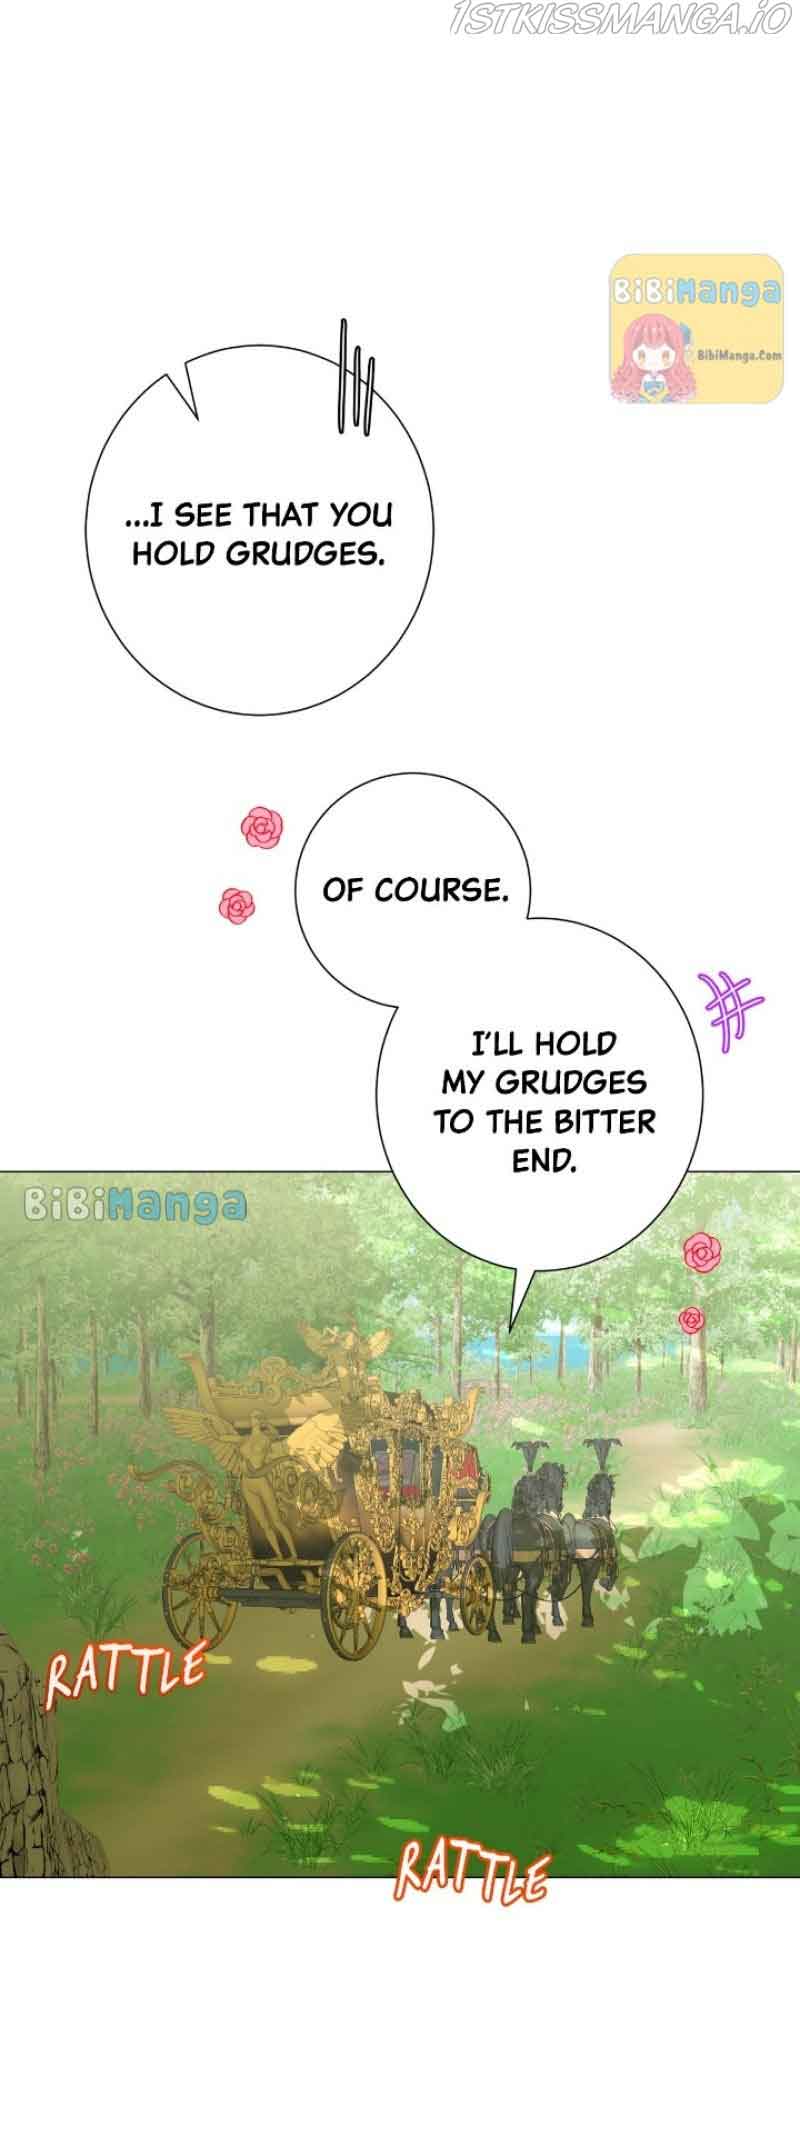 1STKISSMANGA.iO
BiBiManga
BibiManga.Com
...I SEE THAT YOU
HOLD GRUDGES.
OF COURSE.
I'LL HOLD
MY GRUDGES
TO THE BITTER
END.
BiBiManga
RATTLE
RATTLE